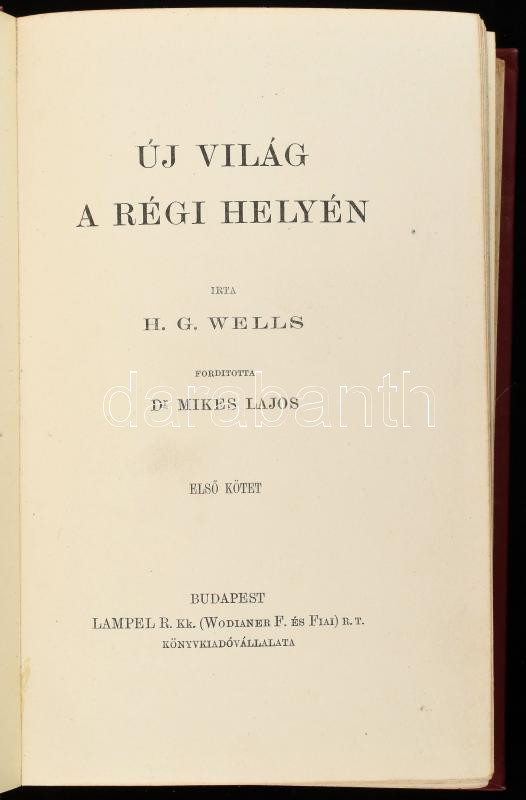 ÚJ VILÁG
A RÉGI HELYÉN
IRTA
H. G. WELLS
FORDITOTTA
Dr MIKES LAJOS
darabanth
ELSŐ KÖTET
BUDAPEST
LAMPEL R. Kk. (WODIANER F. ÉS FIAI) R. T.
KÖNYVKIADÓVÁLLALATA